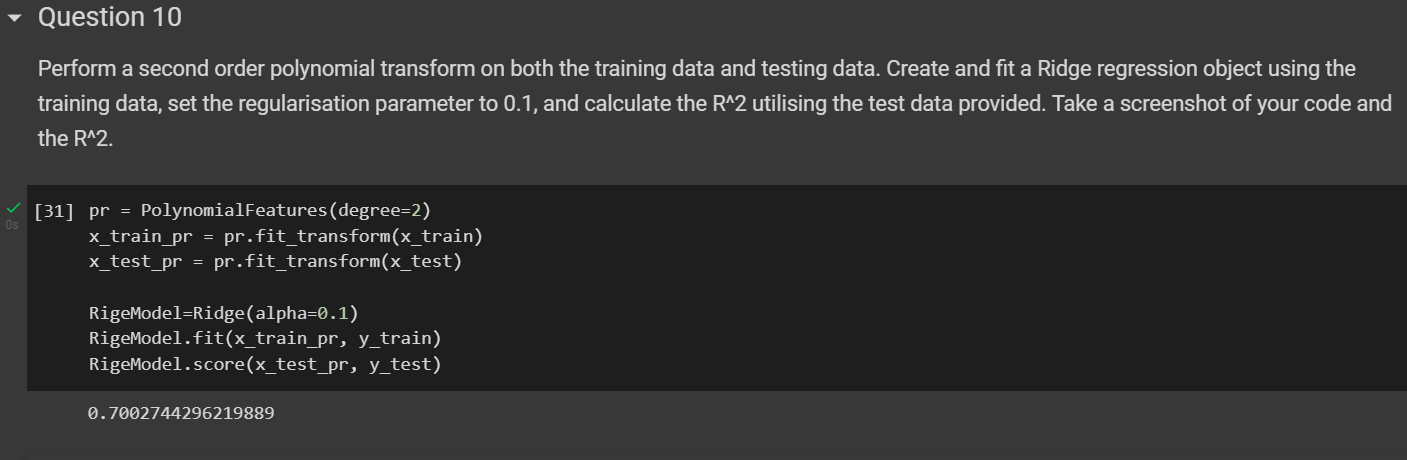 Question 10
Perform a second order polynomial transform on both the training data and testing data. Create and fit a Ridge regression object using the
training data, set the regularisation parameter to 0.1, and calculate the R^2 utilising the test data provided. Take a screenshot of your code and
the R^2.
[31] pr = PolynomialFeatures(degree=2)
0s
x_train_pr = pr.fit_transform(x_train)
x_test_pr = pr.fit_transform(x_test)
RigeModel=Ridge(alpha=0.1)
RigeModel.fit(x_train_pr, y_train)
RigeModel.score(x_test_pr, y_test)
0.7002744296219889